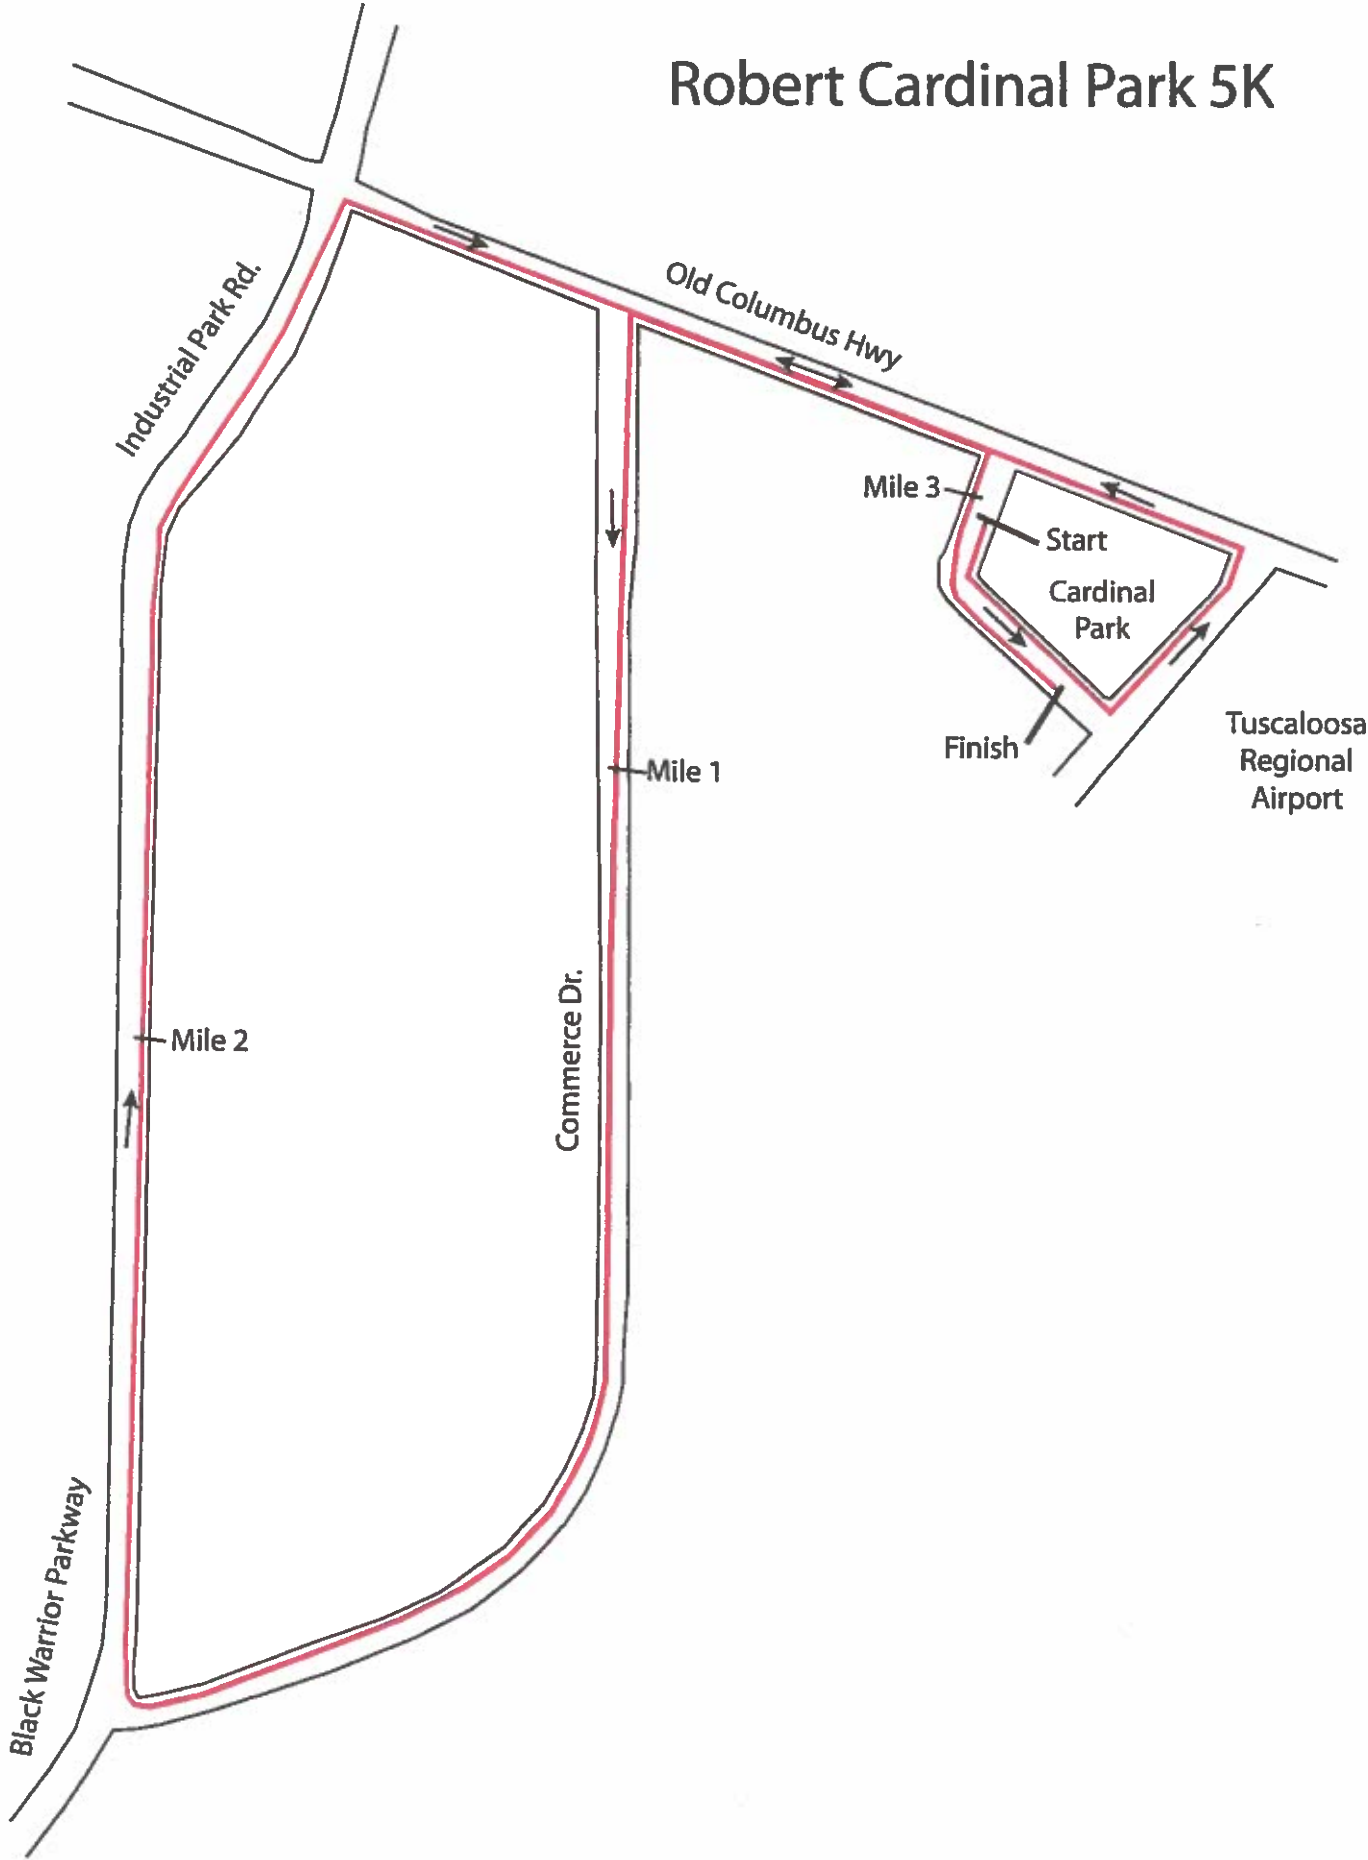 Robert Cardinal Park 5K
Industrial Park Rd.
Old Columbus Hwy
Mile 3
Start
Cardinal
Park
Finish
Tuscaloosa
Regional
Airport
Mile 1
Commerce Dr.
Mile 2
Black Warrior Parkway